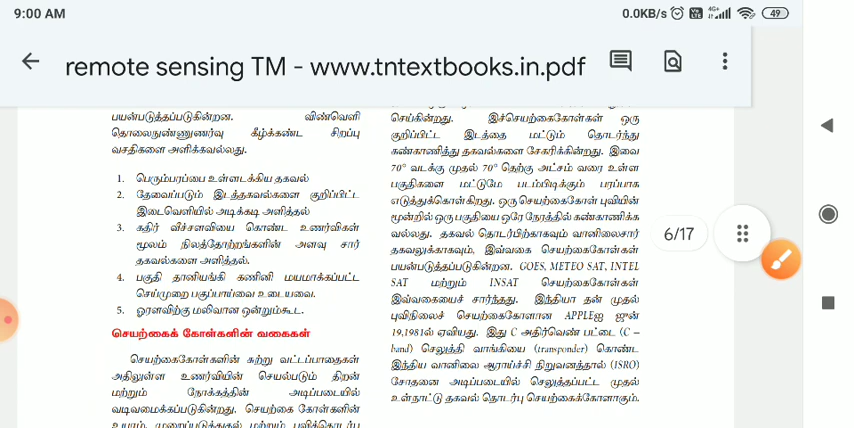 9:00 AM
0.0KB/s
4G+
49
remote sensing TM - www.tntextbooks.in.pdf
பயன்படுத்தப்படுகின்றன. விண்வெளி
தொலைநுண்ணுணர்வு கீழ்க்கண்ட சிறப்பு
வசதிகளை அளிக்கவல்லது.
1. பெரும்பரப்பை உள்ளடக்கிய தகவல்
2. தேவைப்படும் இடத்தகவல்களை குறிப்பிட்ட
இடைவெளியில் அடிக்கடி அளித்தல்
3. கதிர் வீச்சளவியை கொண்ட உணர்விகள்
மூலம் நிலத்தோற்றங்களின் அளவு சார்
தகவல்களை அளித்தல்.
4. பகுதி தானியங்கி கணினி மயமாக்கப்பட்ட
செய்முறை பகுப்பாய்வை உடையவை.
5. ஓரளவிற்கு மலிவான ஒன்றும்கூட.
செயற்கைக் கோள்களின் வகைகள்
செயற்கைகோள்களின் சுற்று வட்டப்பாதைகள்
அதிலுள்ள உணர்வியின் செயல்படும் திறன்
மற்றும் நோக்கத்தின் அடிப்படையில்
வடிவமைக்கப்படுகின்றது. செயற்கை கோள்களின்
உயரம், முறைப்படுத்துதல் மற்றும்
செய்கின்றது. இச்செயற்கைகோள்கள் ஒரு
குறிப்பிட்ட இடத்தை மட்டும் தொடர்ந்து
கண்காணித்து தகவல்களை சேகரிக்கின்றது. இவை
70° வடக்கு முதல் 70° தெற்கு அட்சம் வரை உள்ள
பகுதிகளை மட்டுமே படம்பிடிக்கும் பரப்பாக
எடுத்துக்கொள்கிறது. ஒரு செயற்கைகோள் புவியின்
மூன்றில் ஒரு பகுதியை ஒரே நேரத்தில் கண்காணிக்க
வல்லது. தகவல் தொடர்பிற்காகவும் வானிலைசார்
தகவலுக்காகவும், இவ்வகை செயற்கைகோள்கள்
பயன்படுத்தப்படுகின்றன. GOES, METEO SAT, INTEL
SAT மற்றும் INSAT செயற்கைகோள்கள்
இவ்வகையைச் சார்ந்தது. இந்தியா தன் முதல்
புவிநிலைச் செயற்கைகோளான APPLEஐ ஜுன்
19,1981ல் ஏவியது. இது C அதிர்வெண் பட்டை (C –
band) செலுத்தி வாங்கியை (transponder) கொண்ட
இந்திய வானிலை ஆராய்ச்சி நிறுவனத்தால் (ISRO)
சோதனை அடிப்படையில் செலுத்தப்பட்ட முதல்
உள்நாட்டு தகவல் தொடர்பு செயற்கைக்கோளாகும்.
6/17